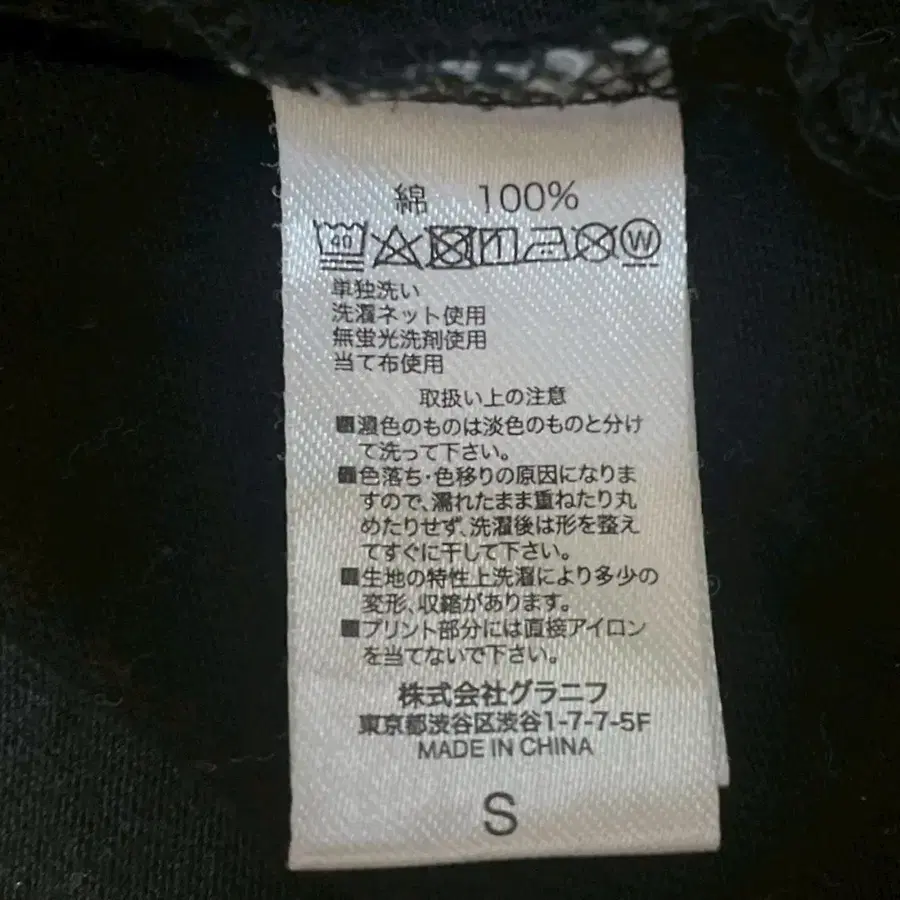 綿 100%
40 W
単独洗い
洗濯ネット使用
無蛍光洗剤使用
当て布使用
取扱い上の注意
■濃色のものは淡色のものと分け
て洗って下さい。
■色落ち・色移りの原因になりま
すので、濡れたまま重ねたり丸
めたりせず、洗濯後は形を整え
てすぐに干して下さい。
■生地の特性上洗濯により多少の
変形、収縮があります。
■プリント部分には直接アイロン
を当てないで下さい。
株式会社グラニフ
東京都渋谷区渋谷1-7-7-5F
MADE IN CHINA
S